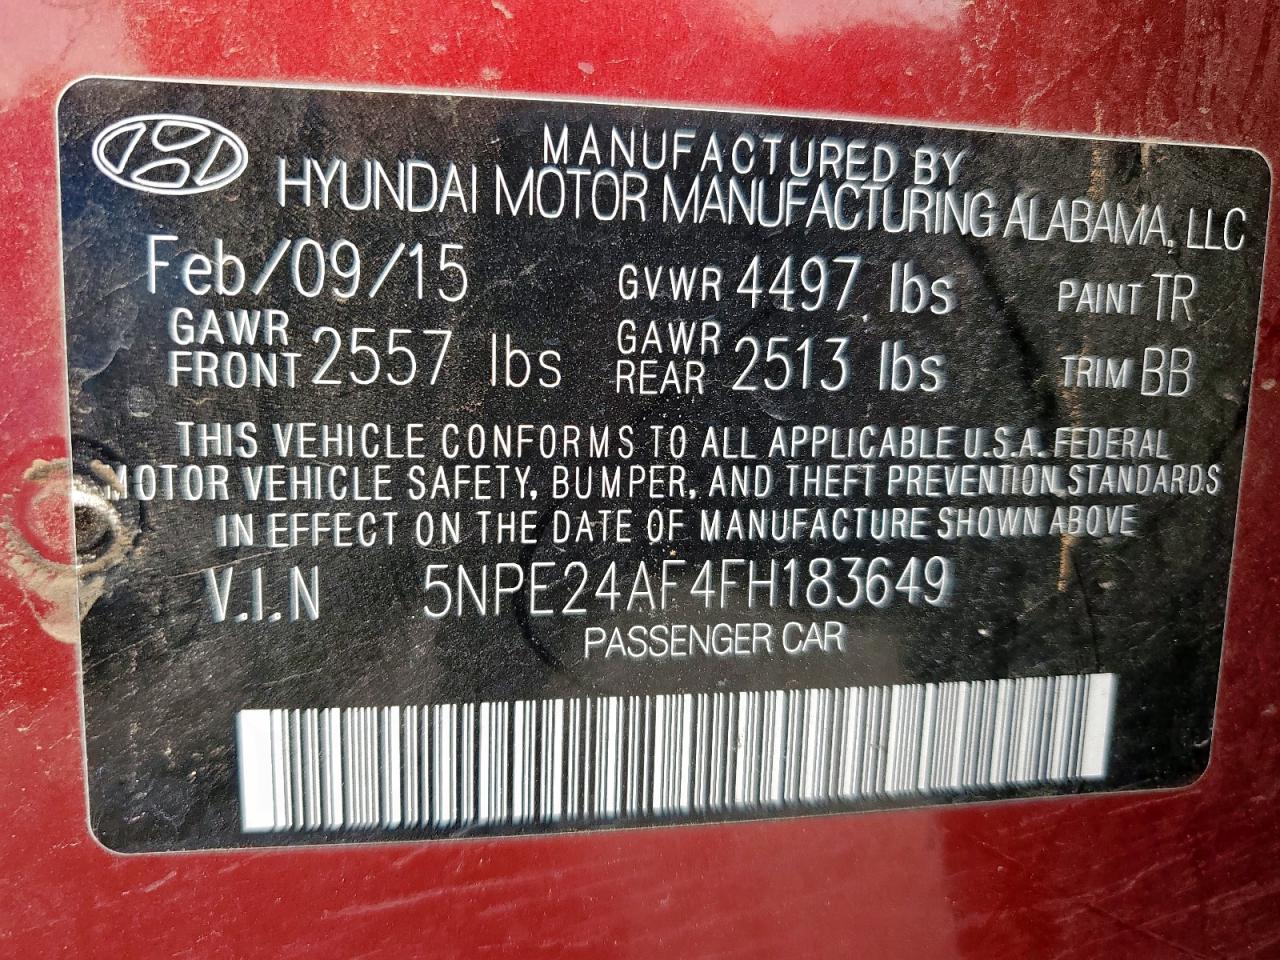 MANUFACTURED BY
HYUNDAI MOTOR MANUFACTURING ALABAMA, LLC
Feb/09/15 GVWR 4497 lbs PAINT TR
GAWR FRONT 2557 lbs GAWR REAR 2513 lbs TRIM BB
THIS VEHICLE CONFORMS TO ALL APPLICABLE U.S.A. FEDERAL
MOTOR VEHICLE SAFETY, BUMPER, AND THEFT PREVENTION STANDARDS
IN EFFECT ON THE DATE OF MANUFACTURE SHOWN ABOVE
V.I.N 5NPE24AF4FH183649
PASSENGER CAR